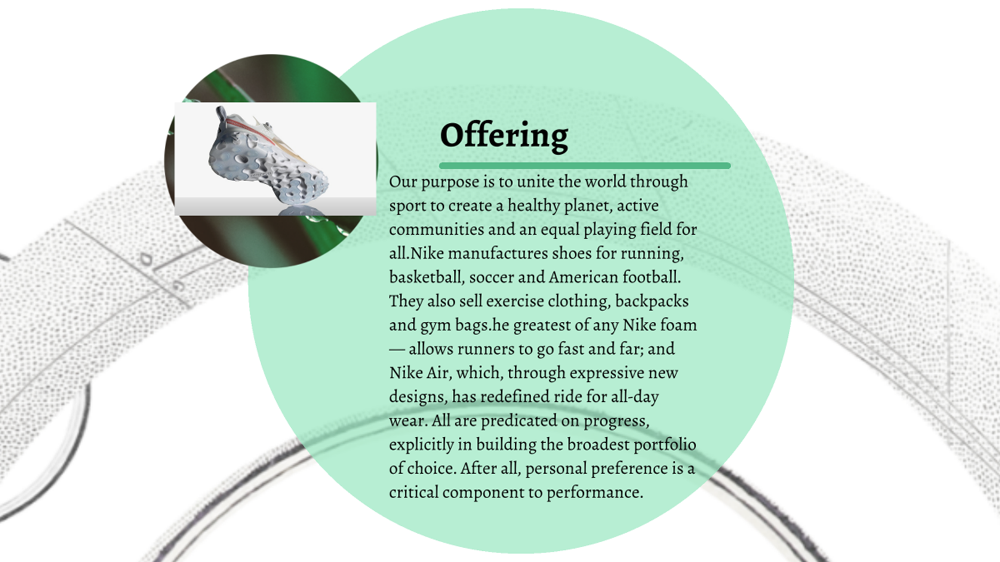 Offering
Our purpose is to unite the world through
sport to create a healthy planet, active
communities and an equal playing field for
all.Nike manufactures shoes for running,
basketball, soccer and American football.
They also sell exercise clothing, backpacks
and gym bags.he greatest of any Nike foam
— allows runners to go fast and far; and
Nike Air, which, through expressive new
designs, has redefined ride for all-day
wear. All are predicated on progress,
explicitly in building the broadest portfolio
of choice. After all, personal preference is a
critical component to performance.
D
G